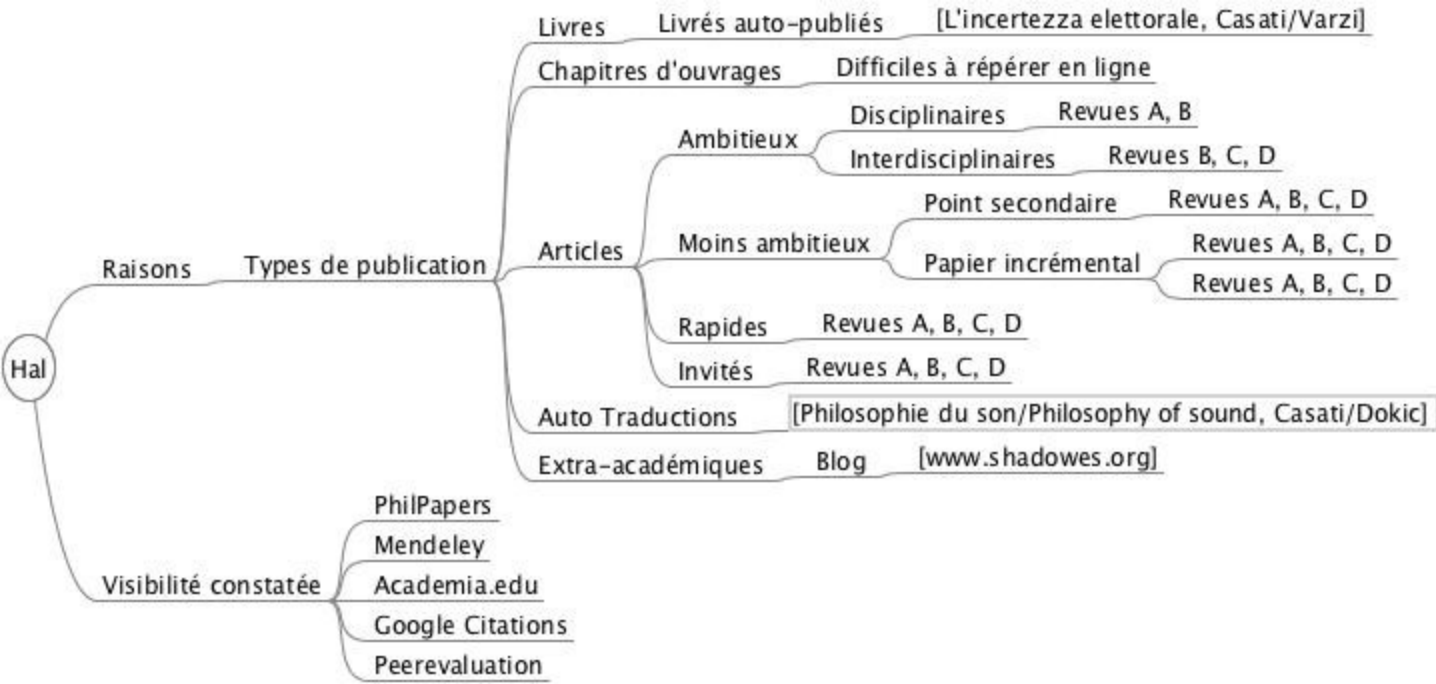 Livres Livrés auto-publiés [L'incertezza elettorale, Casati/Varzi]
Chapitres d'ouvrages Difficiles à répérer en ligne
Disciplinaires Revues A, B
Ambitieux
Interdisciplinaires Revues B, C, D
Point secondaire Revues A, B, C, D
Moins ambitieux
Articles
Papier incrémental Revues A, B, C, D
Revues A, B, C, D
Raisons Types de publication
Rapides Revues A, B, C, D
Hal
Invités Revues A, B, C, D
Auto Traductions [Philosophie du son/Philosophy of sound, Casati/Dokic]
Extra-académiques Blog [www.shadowes.org]
PhilPapers
Mendeley
Visibilité constatée Academia.edu
Google Citations
Peerevaluation